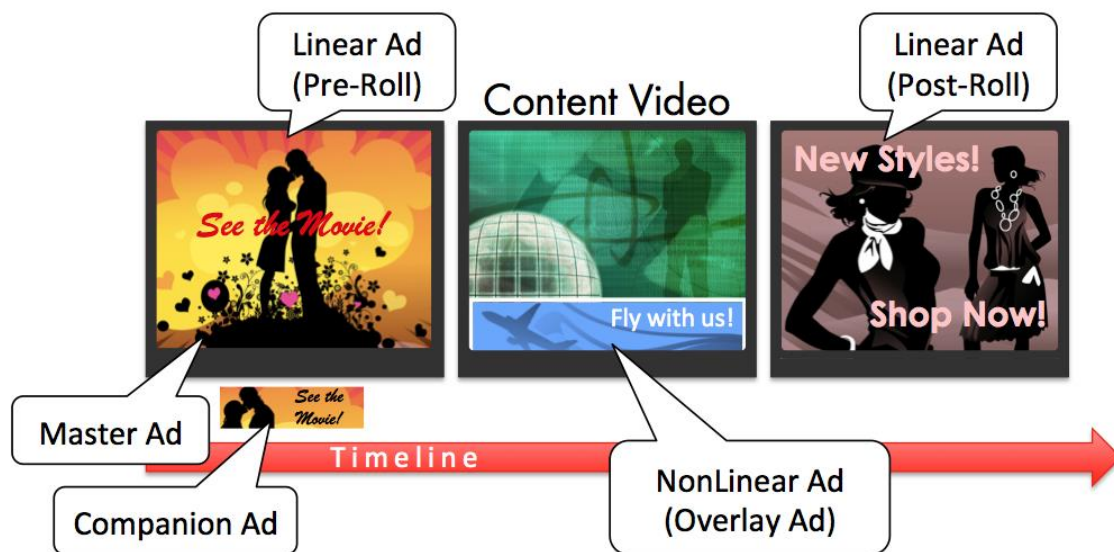 Linear Ad
(Pre-Roll)
Linear Ad
(Post-Roll)
Content Video
See the Movie!
Fly with us!
New Styles!
Shop Now!
See the
Movie!
Master Ad
Timeline
Companion Ad
NonLinear Ad
(Overlay Ad)